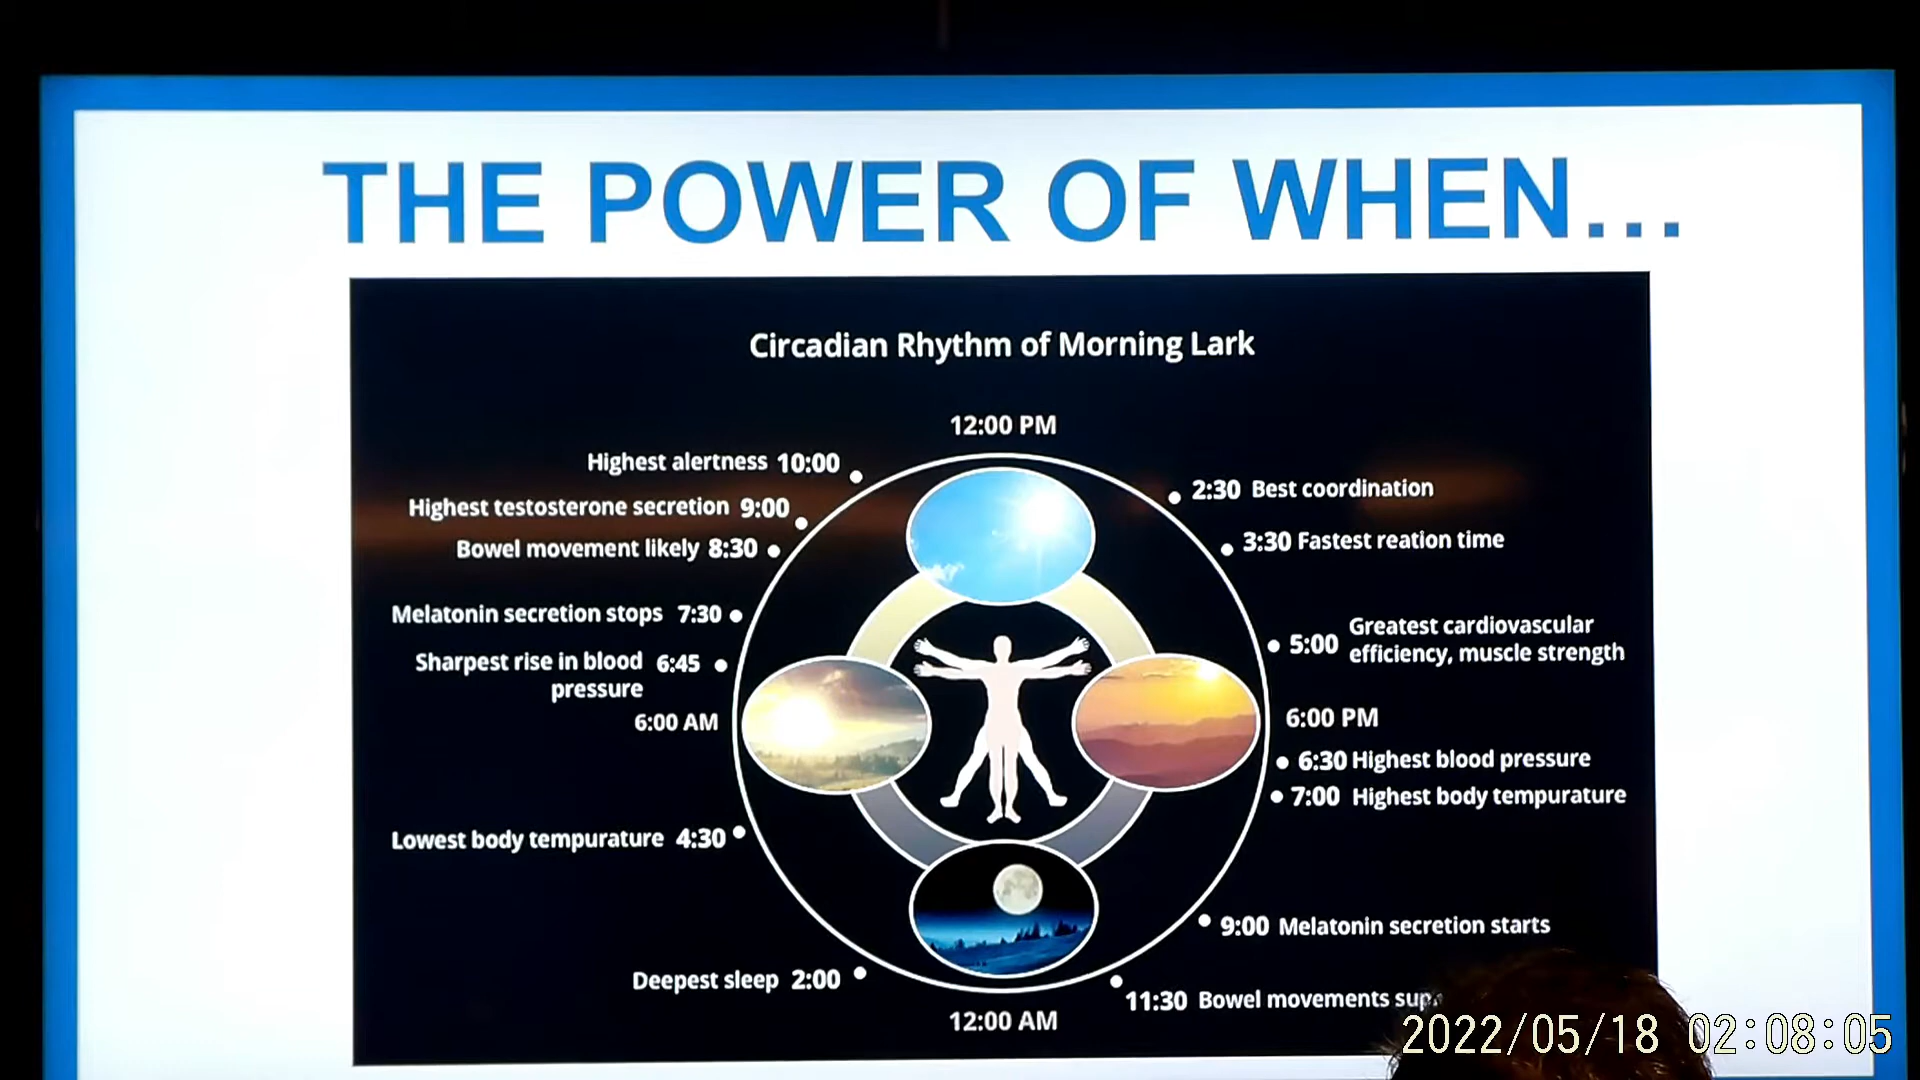 THE POWER OF WHEN...
Circadian Rhythm of Morning Lark
12:00 PM
Highest alertness 10:00
Highest testosterone secretion 9:00
Bowel movement likely 8:30
Melatonin secretion stops 7:30
Sharpest rise in blood 6:45
pressure
6:00 AM
Lowest body tempurature 4:30
Deepest sleep 2:00
12:00 AM
2:30 Best coordination
3:30 Fastest reation time
5:00 Greatest cardiovascular
efficiency, muscle strength
6:00 PM
6:30 Highest blood pressure
7:00 Highest body tempurature
9:00 Melatonin secretion starts
11:30 Bowel movements
2022/05/18 02:08:05